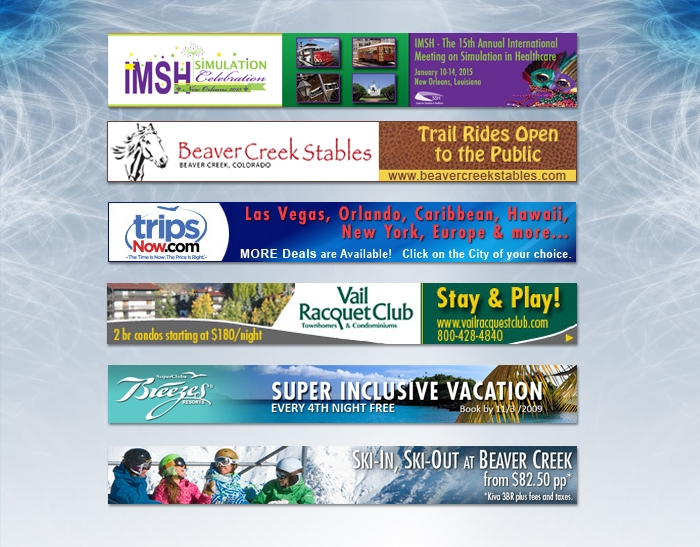 IMSH SIMULATION
Celebration
New Orleans 2015
IMSH - The 15th Annual International
Meeting on Simulation in Healthcare
January 10-14, 2015
New Orleans, Louisiana
SSH
Beaver Creek Stables
BEAVER CREEK, COLORADO
Trail Rides Open
to the Public
www.beavercreekstables.com
trips
Now.com
-The Time is Now. The Price is Right.-
Las Vegas, Orlando, Caribbean, Hawaii,
New York, Europe & more...
MORE Deals are Available! Click on the City of your choice.
2 br condos starting at $180/night
Vail
Racquet Club
Townhomes & Condominiums
Stay & Play!
www.vailracquestclub.com
800-428-4840
SuperClubs
Breezes®
RESORTS
SUPER INCLUSIVE VACATION
EVERY 4TH NIGHT FREE
Book by 11/3 /2009
SKI-IN, SKI-OUT AT BEAVER CREEK
from $82.50 pp*
*Kiva 3BR plus fees and taxes.